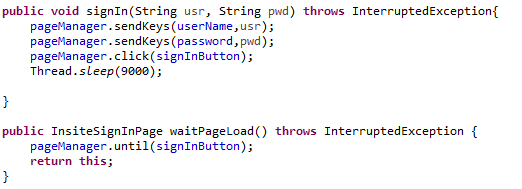 public void signIn(String usr, String pwd) throws InterruptedException{
    pageManager.sendKeys(userName,usr);
    pageManager.sendKeys(password,pwd);
    pageManager.click(signInButton);
    Thread.sleep(9000);

}

public InsiteSignInPage waitPageLoad() throws InterruptedException {
    pageManager.until(signInButton);
    return this;
}